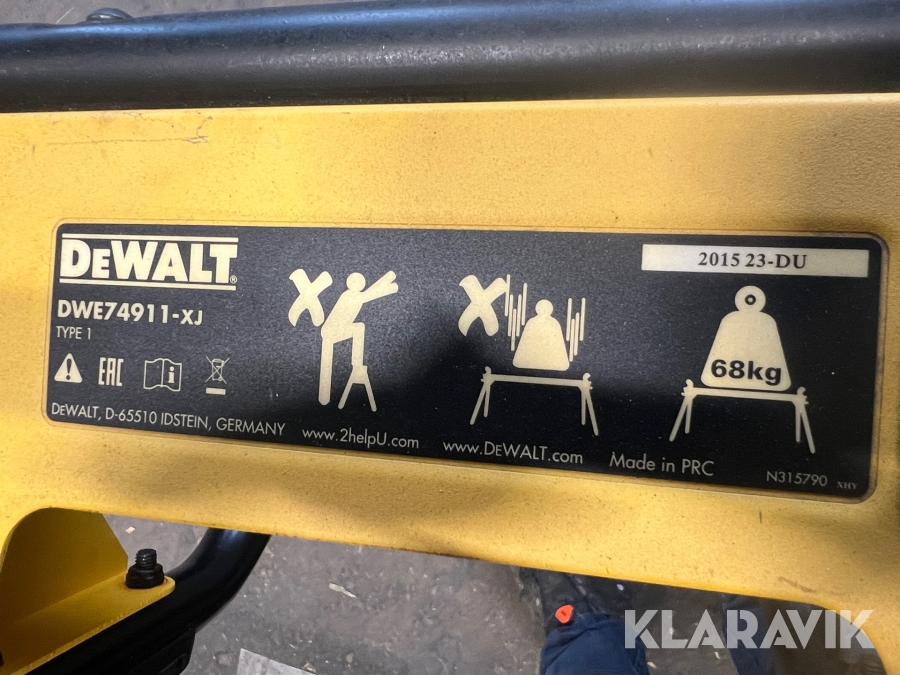 DEWALT®
DWE74911-XJ
TYPE 1
EAC
DEWALT, D-65510 IDSTEIN, GERMANY
www.2helpU.com
www.DEWALT.com
2015 23-DU
68kg
Made in PRC
N315790 XHY
KLARAVIK